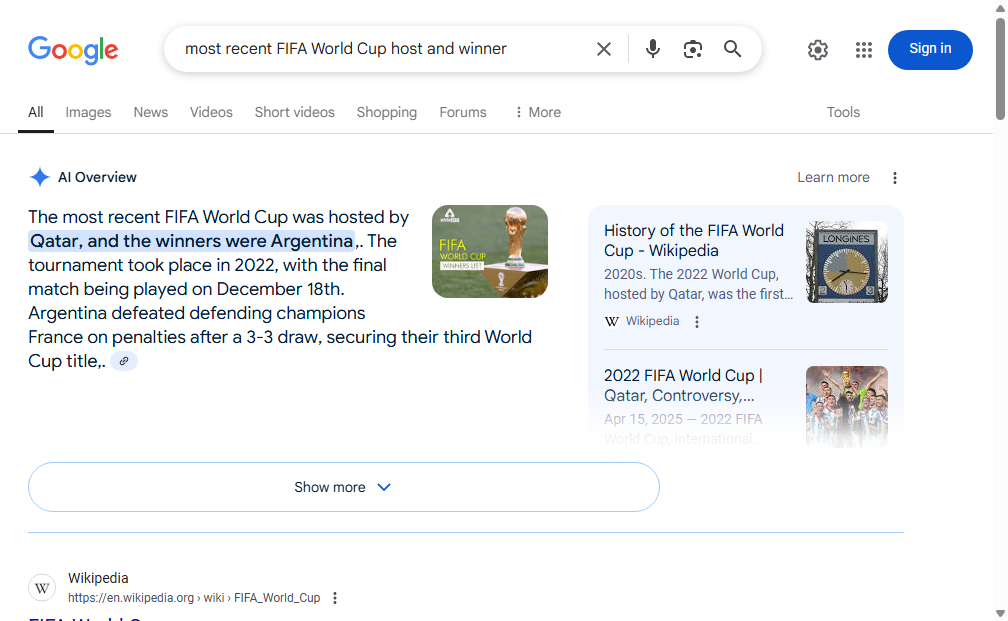 Google
most recent FIFA World Cup host and winner
Sign in
All
Images
News
Videos
Short videos
Shopping
Forums
More
Tools
AI Overview
Learn more
The most recent FIFA World Cup was hosted by
Qatar, and the winners were Argentina,. The
tournament took place in 2022, with the final
match being played on December 18th.
Argentina defeated defending champions
France on penalties after a 3-3 draw, securing their third World
Cup title,.
FIFA
WORLD CUP
WINNERS LIST
History of the FIFA World
Cup - Wikipedia
2020s. The 2022 World Cup,
hosted by Qatar, was the first...
W Wikipedia
LONGINES
2022 FIFA World Cup |
Qatar, Controversy,...
Apr 15, 2025 — 2022 FIFA
World Cup, international...
Show more
W
Wikipedia
https://en.wikipedia.org › wiki › FIFA_World_Cup